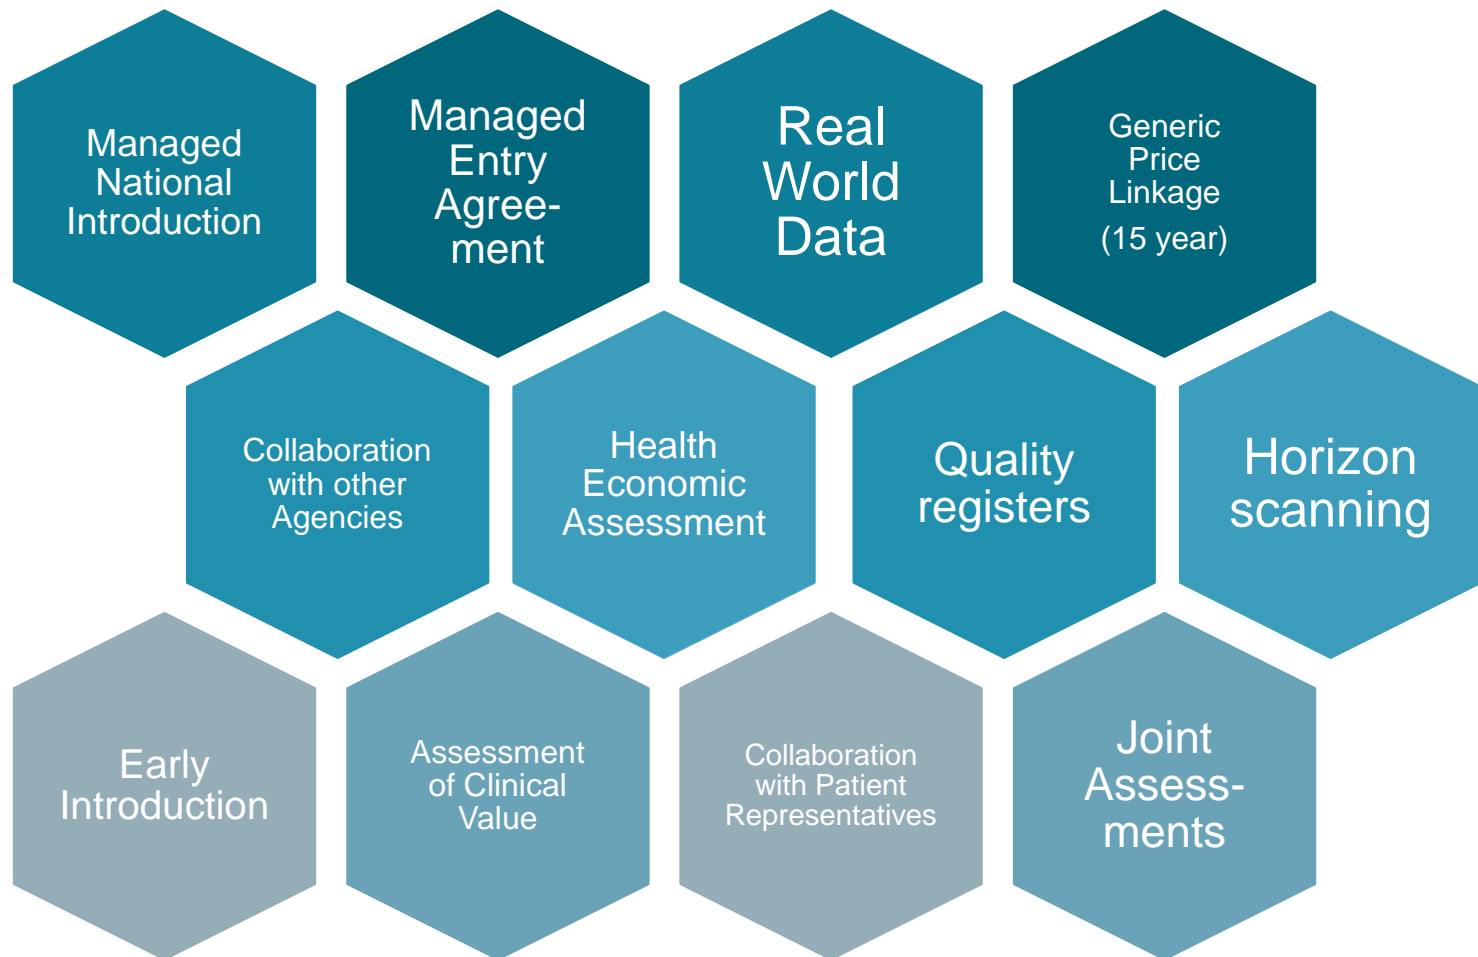 Managed
National
Introduction
Managed
Entry
Agree-
ment
Real
World
Data
Generic
Price
Linkage
(15 year)
Collaboration
with other
Agencies
Health
Economic
Assessment
Quality
registers
Horizon
scanning
Early
Introduction
Assessment
of Clinical
Value
Collaboration
with Patient
Representatives
Joint
Assess-
ments